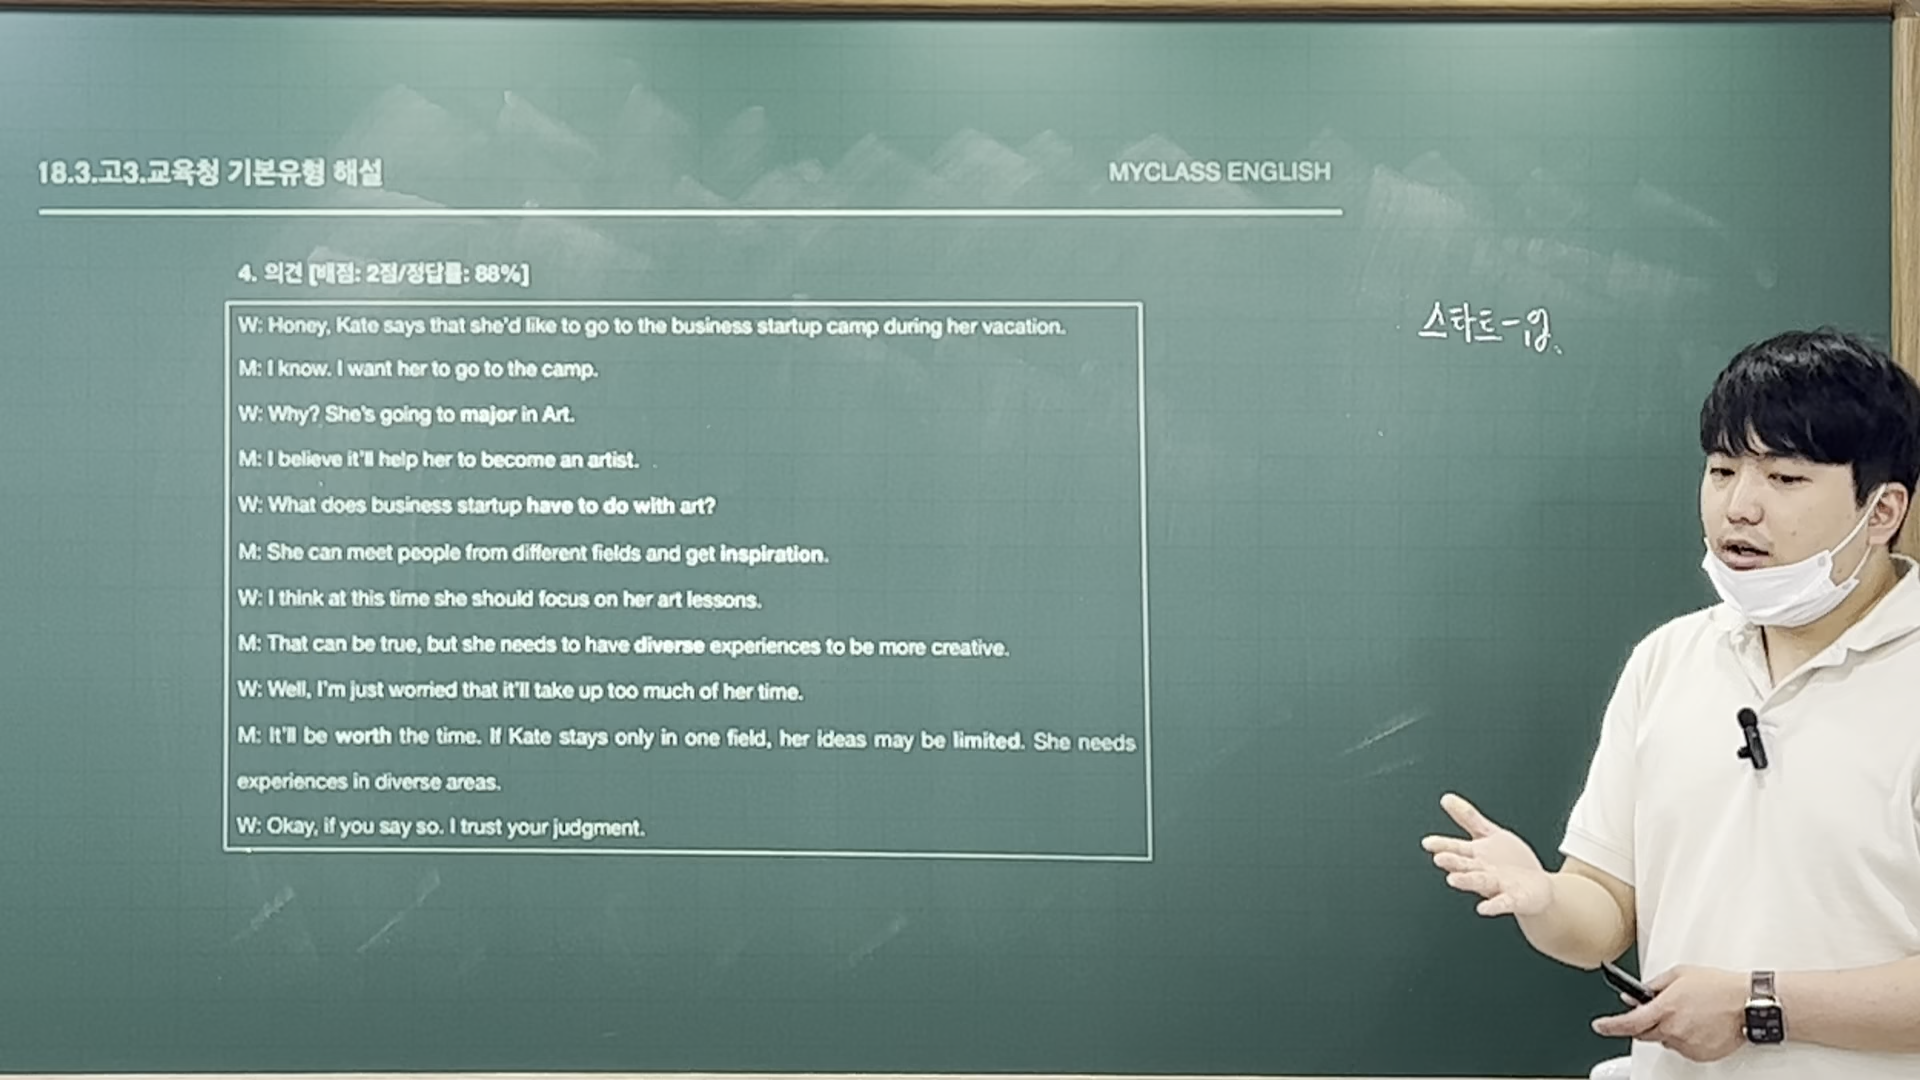 18.3.고3.교육청 기본유형 해설
MYCLASS ENGLISH
4. 의견 [배점: 2점/정답률: 88%]
W: Honey, Kate says that she'd like to go to the business startup camp during her vacation.
M: I know. I want her to go to the camp.
W: Why? She's going to major in Art.
M: I believe it'll help her to become an artist.
W: What does business startup have to do with art?
M: She can meet people from different fields and get inspiration.
W: I think at this time she should focus on her art lessons.
M: That can be true, but she needs to have diverse experiences to be more creative.
W: Well, I'm just worried that it'll take up too much of her time.
M: It'll be worth the time. If Kate stays only in one field, her ideas may be limited. She needs
experiences in diverse areas.
W: Okay, if you say so. I trust your judgment.
스타트-업